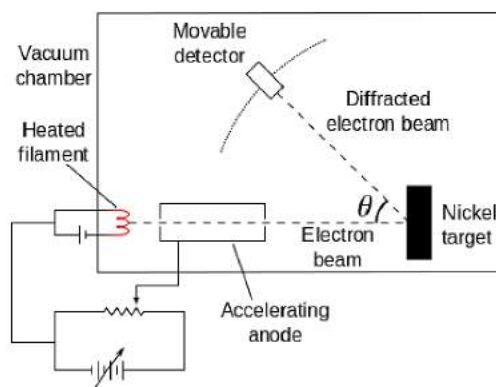 Movable
detector
Vacuum
chamber
Heated
filament
Diffracted
electron beam
θ
Nickel
target
Electron
beam
Accelerating
anode